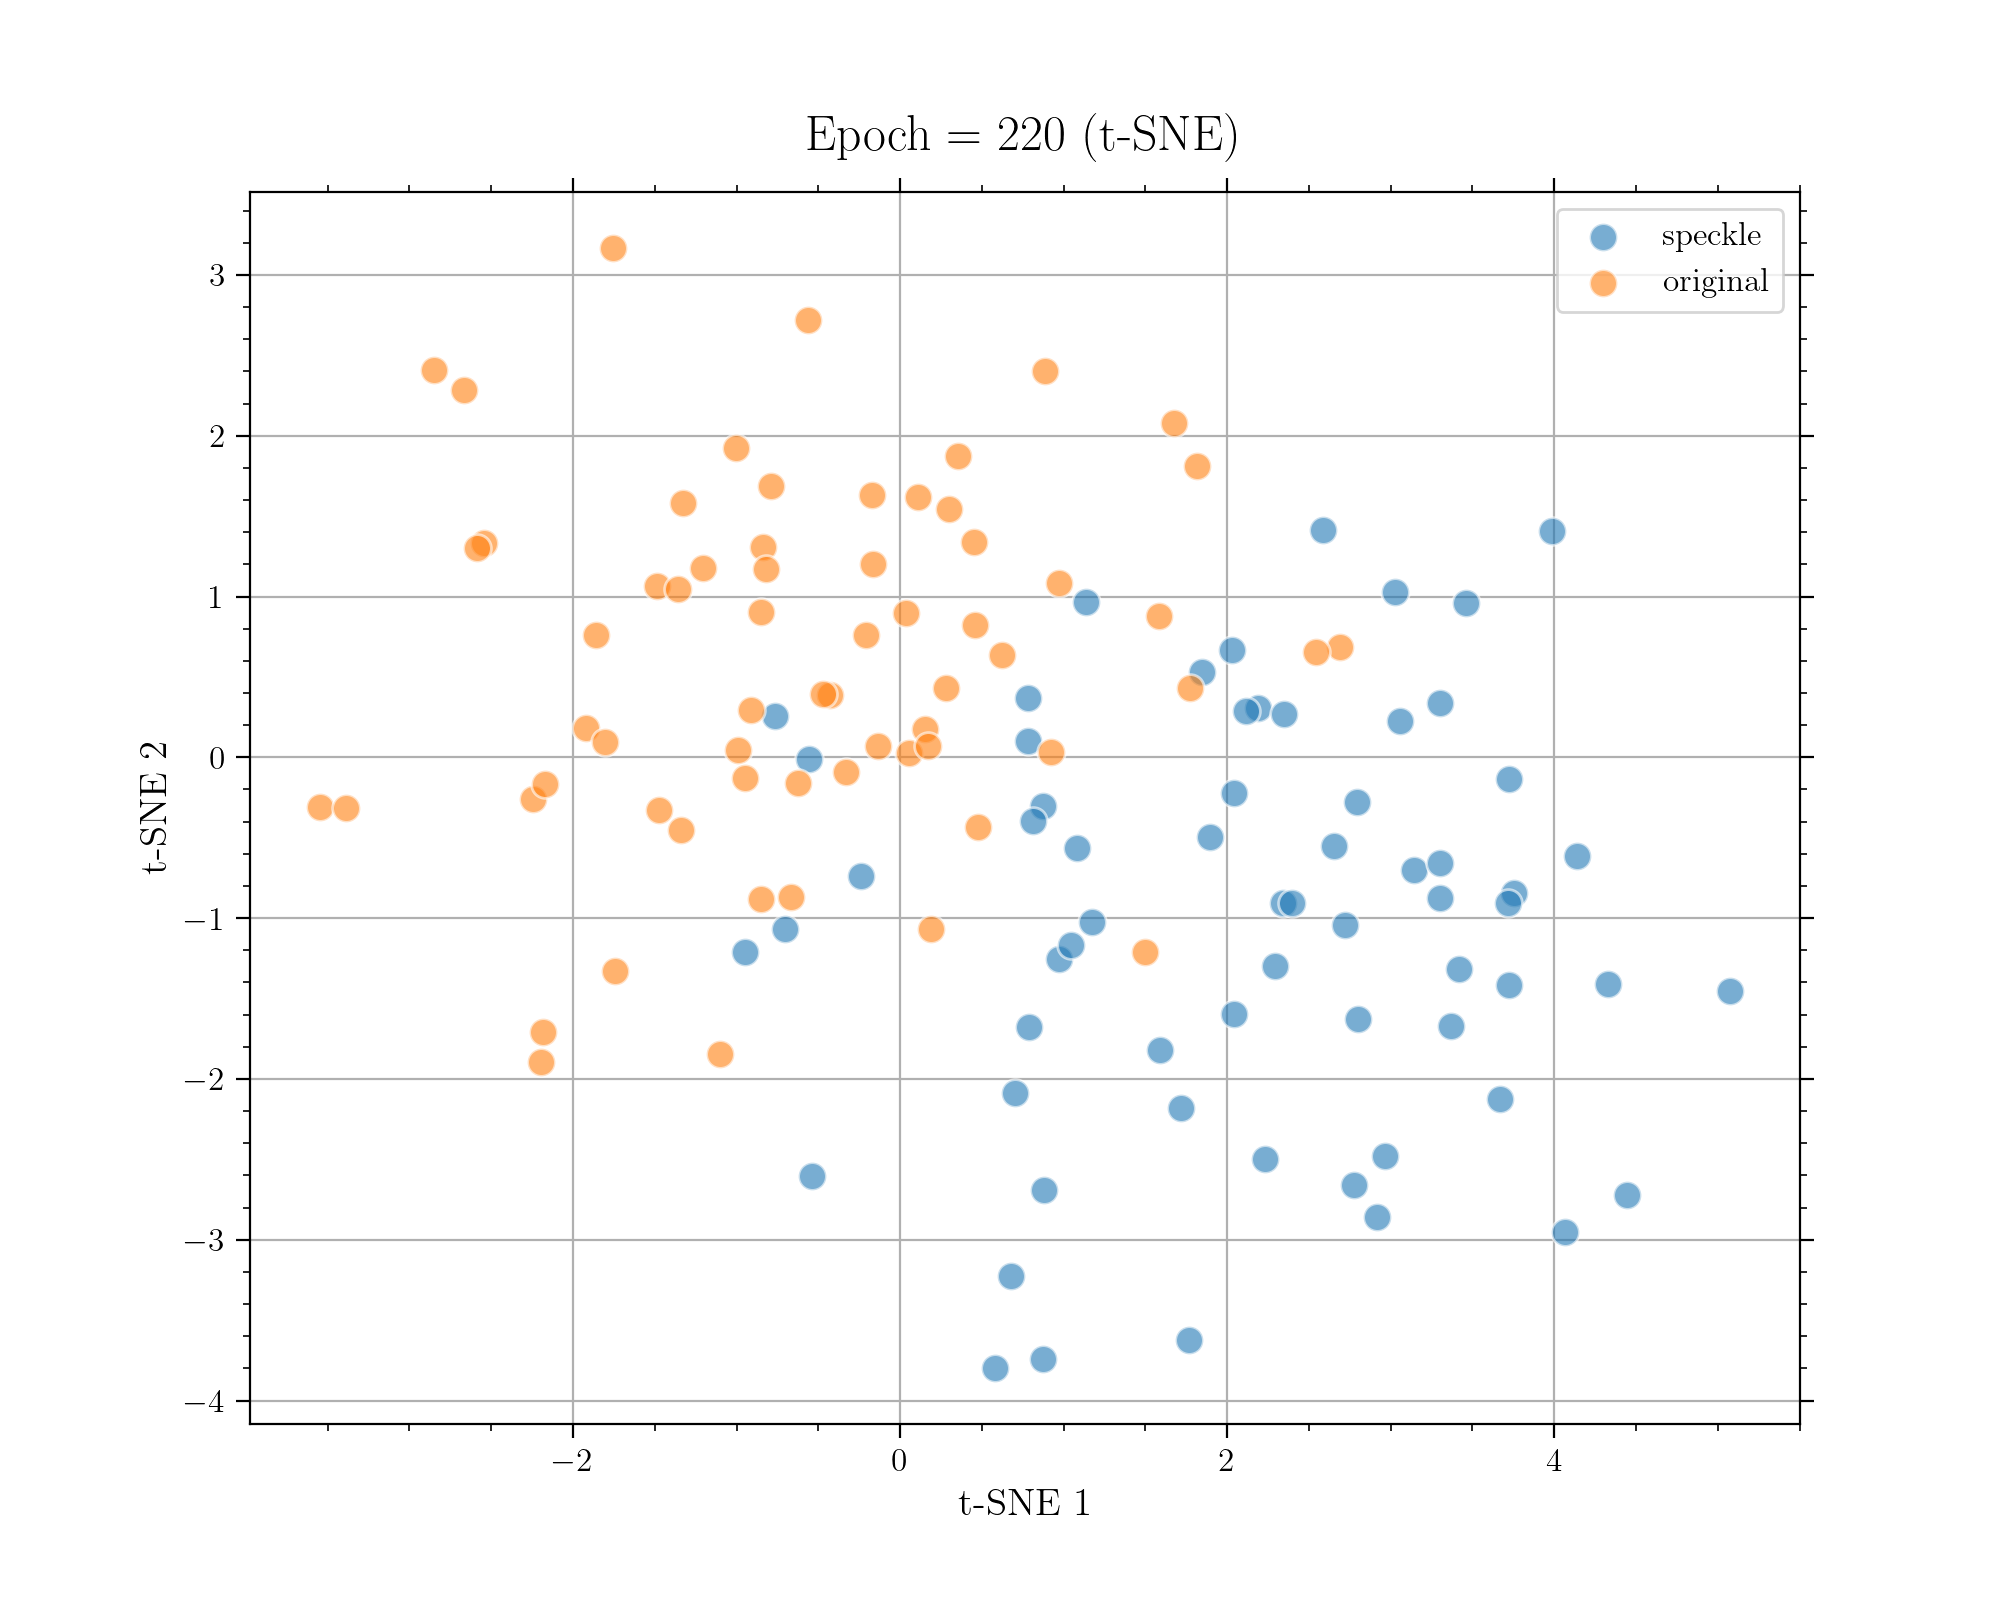 Epoch = 220 (t-SNE)
speckle
original
3
2
1
0
−1
−2
−3
−4
t-SNE 2
−2 0 2 4
t-SNE 1